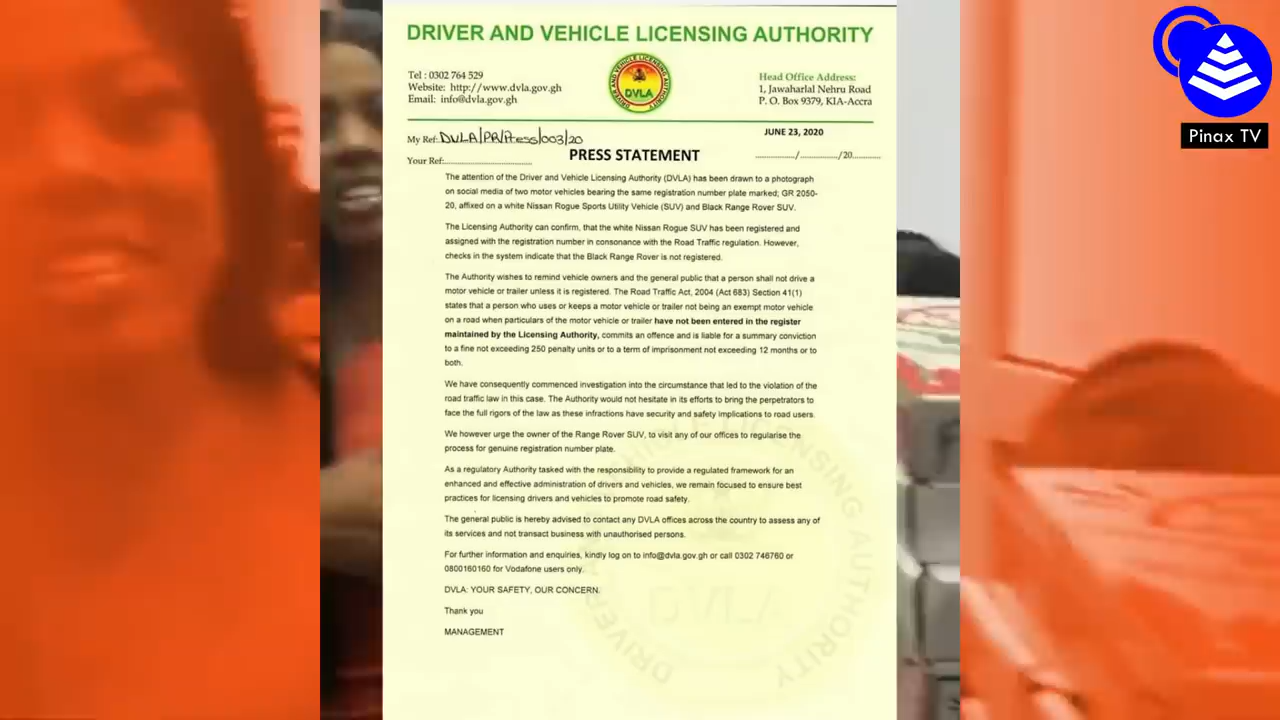 DRIVER AND VEHICLE LICENSING AUTHORITY
Tel : 0302 764 529
Website: http://www.dvla.gov.gh
Email: info@dvla.gov.gh
DRIVER AND VEHICLE LICENSING AUTHORITY
DVLA
Head Office Address:
1, Jawaharlal Nehru Road
P. O. Box 9379, KIA-Accra
Pinax TV
My Ref: DVLA/PR/Press/003/20
JUNE 23, 2020
Your Ref:..............................
PRESS STATEMENT
............../............../20..........
The attention of the Driver and Vehicle Licensing Authority (DVLA) has been drawn to a photograph
on social media of two motor vehicles bearing the same registration number plate marked; GR 2050-
20, affixed on a white Nissan Rogue Sports Utility Vehicle (SUV) and Black Range Rover SUV.
The Licensing Authority can confirm, that the white Nissan Rogue SUV has been registered and
assigned with the registration number in consonance with the Road Traffic regulation. However,
checks in the system indicate that the Black Range Rover is not registered.
The Authority wishes to remind vehicle owners and the general public that a person shall not drive a
motor vehicle or trailer unless it is registered. The Road Traffic Act, 2004 (Act 683) Section 41(1)
states that a person who uses or keeps a motor vehicle or trailer not being an exempt motor vehicle
on a road when particulars of the motor vehicle or trailer have not been entered in the register
maintained by the Licensing Authority, commits an offence and is liable for a summary conviction
to a fine not exceeding 250 penalty units or to a term of imprisonment not exceeding 12 months or to
both.
We have consequently commenced investigation into the circumstance that led to the violation of the
road traffic law in this case. The Authority would not hesitate in its efforts to bring the perpetrators to
face the full rigors of the law as these infractions have security and safety implications to road users.
We however urge the owner of the Range Rover SUV, to visit any of our offices to regularise the
process for genuine registration number plate.
As a regulatory Authority tasked with the responsibility to provide a regulated framework for an
enhanced and effective administration of drivers and vehicles, we remain focused to ensure best
practices for licensing drivers and vehicles to promote road safety.
The general public is hereby advised to contact any DVLA offices across the country to assess any of
its services and not transact business with unauthorised persons.
For further information and enquiries, kindly log on to info@dvla.gov.gh or call 0302 746760 or
0800160160 for Vodafone users only.
DVLA: YOUR SAFETY, OUR CONCERN.
Thank you
MANAGEMENT
DRIVER AND VEHICLE LICENSING AUTHORITY
DVLA